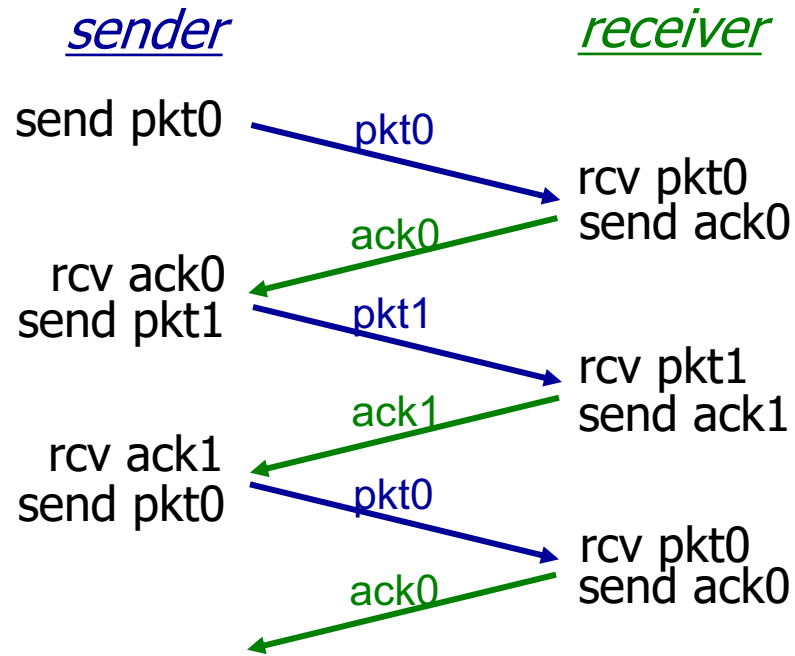 sender
receiver
send pkt0
pkt0
rcv pkt0
send ack0
ack0
rcv ack0
send pkt1
pkt1
rcv pkt1
send ack1
ack1
rcv ack1
send pkt0
pkt0
rcv pkt0
send ack0
ack0